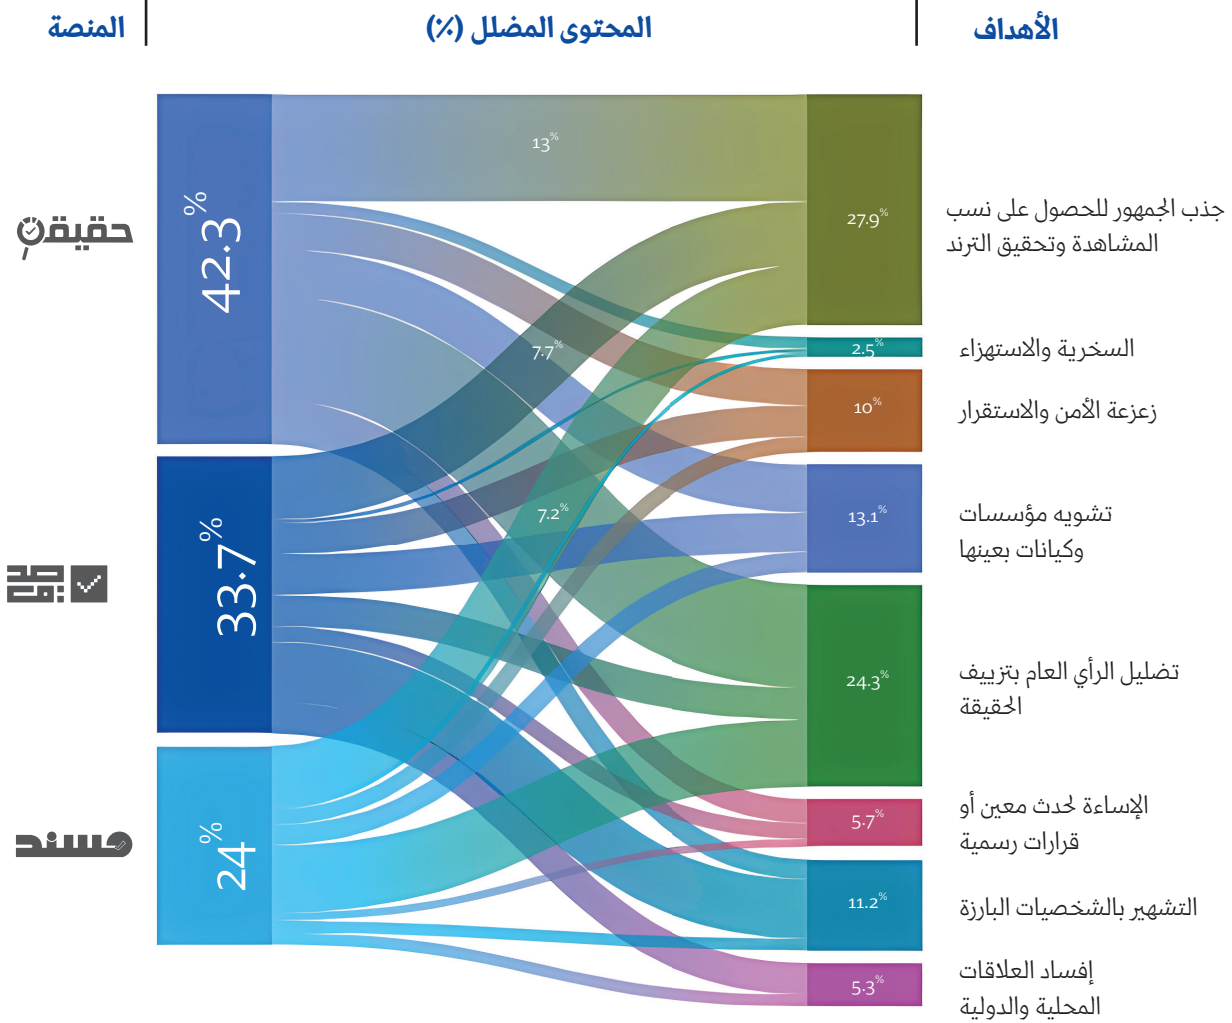 الأهداف
المحتوى المضلل (٪)
المنصة
حقيقة
42.3%
صح
33.7%
مسند
24%
13%
7.7%
7.2%
27.9%
جذب الجمهور للحصول على نسب
المشاهدة وتحقيق الترند
2.5%
السخرية والاستهزاء
10%
زعزعة الأمن والاستقرار
13.1%
تشويه مؤسسات
وكيانات بعينها
24.3%
تضليل الرأي العام بتزييف
الحقيقة
5.7%
الإساءة لحدث معين أو
قرارات رسمية
11.2%
التشهير بالشخصيات البارزة
5.3%
إفساد العلاقات
المحلية والدولية